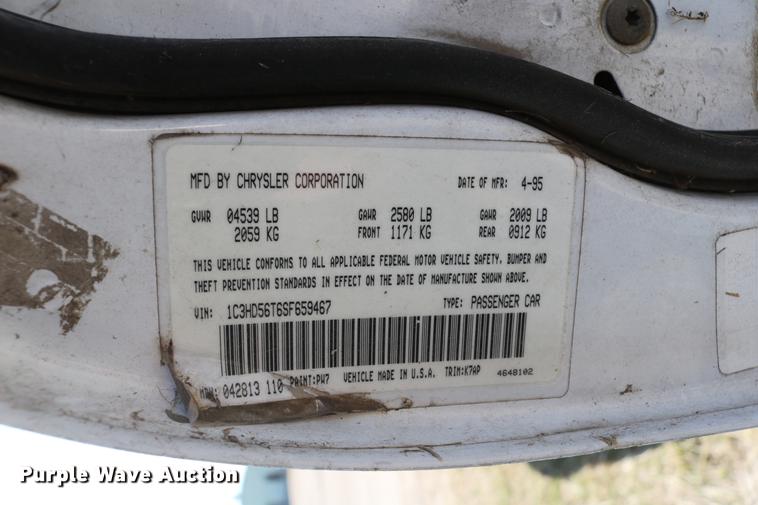 MFD BY CHRYSLER CORPORATION DATE OF MFR: 4-95
GVWR 04539 LB GAWR 2580 LB GAWR 2009 LB
2059 KG FRONT 1171 KG REAR 0912 KG
THIS VEHICLE CONFORMS TO ALL APPLICABLE FEDERAL MOTOR VEHICLE SAFETY, BUMPER AND
THEFT PREVENTION STANDARDS IN EFFECT ON THE DATE OF MANUFACTURE SHOWN ABOVE.
VIN: 1C3HD56T6SF659467 TYPE: PASSENGER CAR
MDH: 042813 110 PAINT:PW7 VEHICLE MADE IN U.S.A. TRIM:K7AP 4648102
Purple Wave Auction